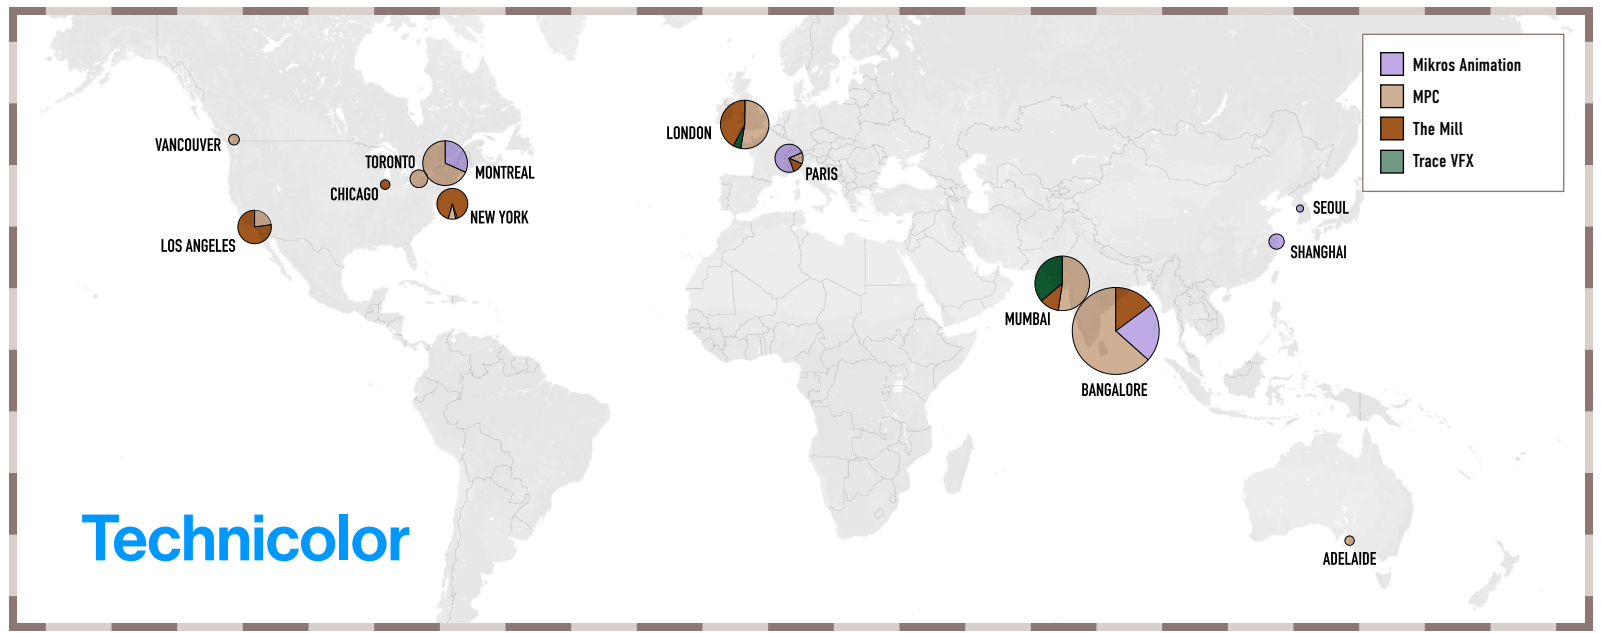 Mikros Animation
MPC
The Mill
Trace VFX
VANCOUVER
TORONTO
MONTREAL
CHICAGO
NEW YORK
LOS ANGELES
LONDON
PARIS
SEOUL
SHANGHAI
MUMBAI
BANGALORE
ADELAIDE
Technicolor